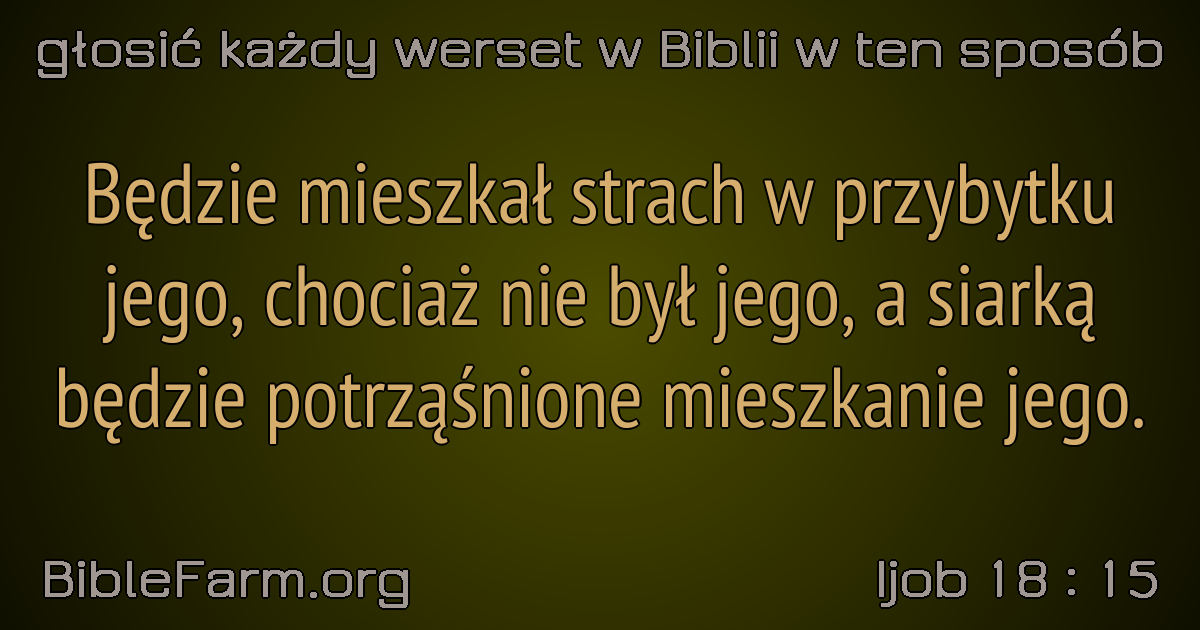 głosić każdy werset w Biblii w ten sposób
Będzie mieszkał strach w przybytku
jego, chociaż nie był jego, a siarką
będzie potrząśnione mieszkanie jego.
BibleFarm.org
Ijob 18 : 15